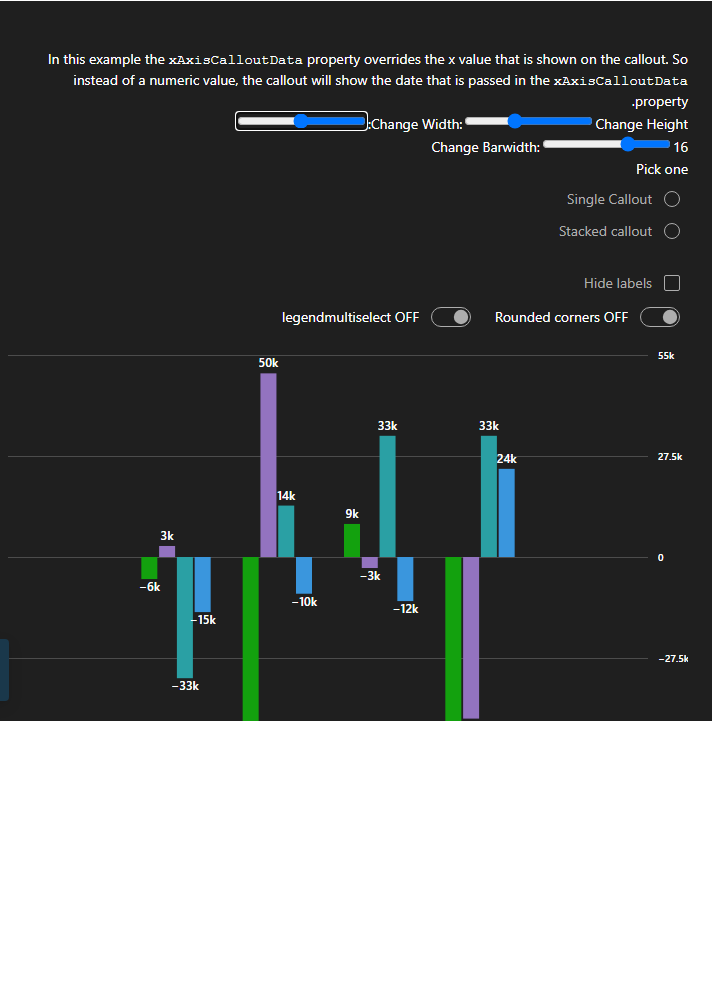 In this example the xAxisCalloutData property overrides the x value that is shown on the callout. So
instead of a numeric value, the callout will show the date that is passed in the xAxisCalloutData
.property
:Change Width: Change Height
Change Barwidth: 16
Pick one
Single Callout
Stacked callout
Hide labels
legendmultiselect OFF Rounded corners OFF
55k
50k
33k 33k
27.5k
24k
14k
9k
3k
0
−3k
−6k
−10k
−12k
−15k
−27.5k
−33k